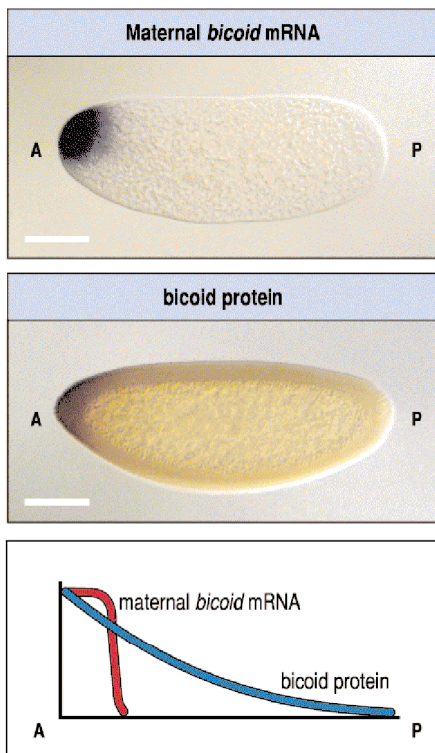 Maternal bicoid mRNA
A P
bicoid protein
A P
maternal bicoid mRNA
bicoid protein
A P